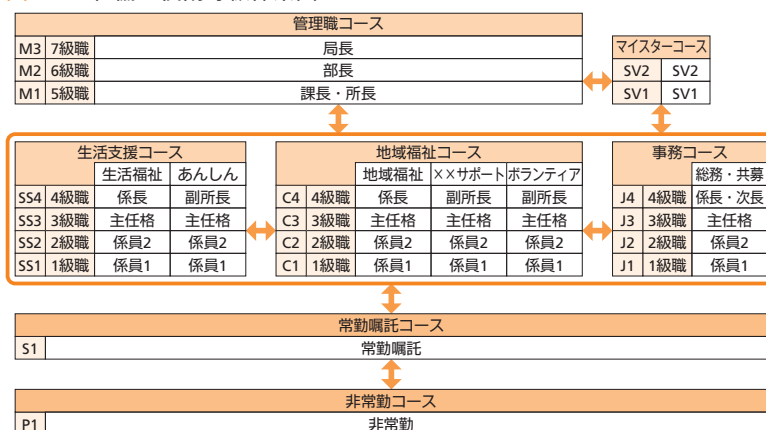 管理職コース
M3 7級職 局長
M2 6級職 部長
M1 5級職 課長・所長
マイスターコース
SV2 SV2
SV1 SV1
生活支援コース
生活福祉 あんしん
SS4 4級職 係長 副所長
SS3 3級職 主任格 主任格
SS2 2級職 係員2 係員2
SS1 1級職 係員1 係員1
地域福祉コース
地域福祉 ××サポート ボランティア
C4 4級職 係長 副所長 副所長
C3 3級職 主任格 主任格 主任格
C2 2級職 係員2 係員2 係員2
C1 1級職 係員1 係員1 係員1
事務コース
総務・共募
J4 4級職 係長・次長
J3 3級職 主任格
J2 2級職 係員2
J1 1級職 係員1
常勤嘱託コース
S1 常勤嘱託
非常勤コース
P1 非常勤